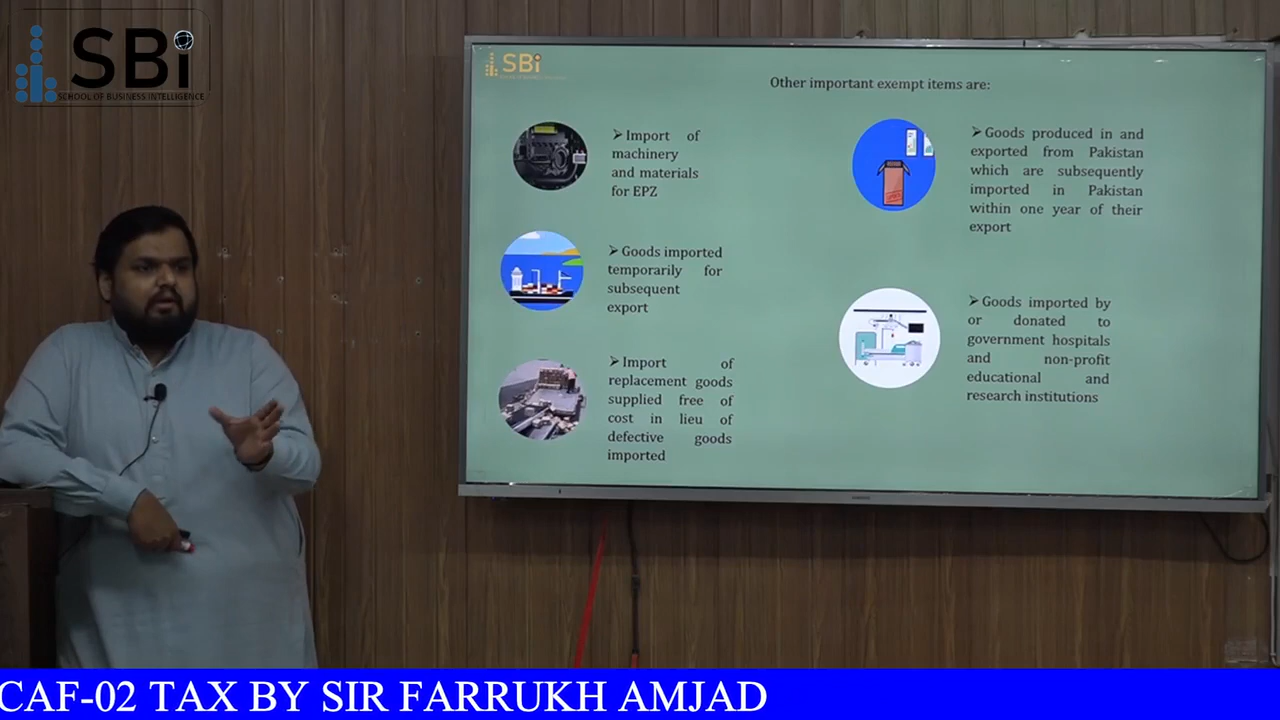 SBi
SCHOOL OF BUSINESS INTELLIGENCE
SBi
Other important exempt items are:
➢Import of
machinery
and materials
for EPZ
➢Goods imported
temporarily for
subsequent
export
➢Import of
replacement goods
supplied free of
cost in lieu of
defective goods
imported
➢Goods produced in and
exported from Pakistan
which are subsequently
imported in Pakistan
within one year of their
export
➢Goods imported by
or donated to
government hospitals
and non-profit
educational and
research institutions
CAF-02 TAX BY SIR FARRUKH AMJAD